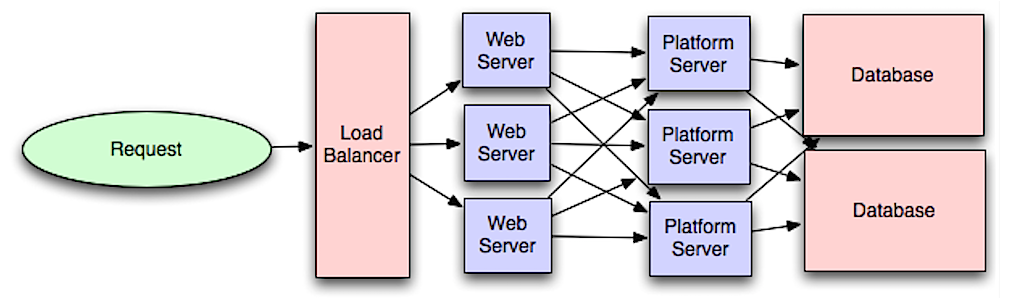 Request
Load
Balancer
Web
Server
Web
Server
Web
Server
Platform
Server
Platform
Server
Platform
Server
Database
Database